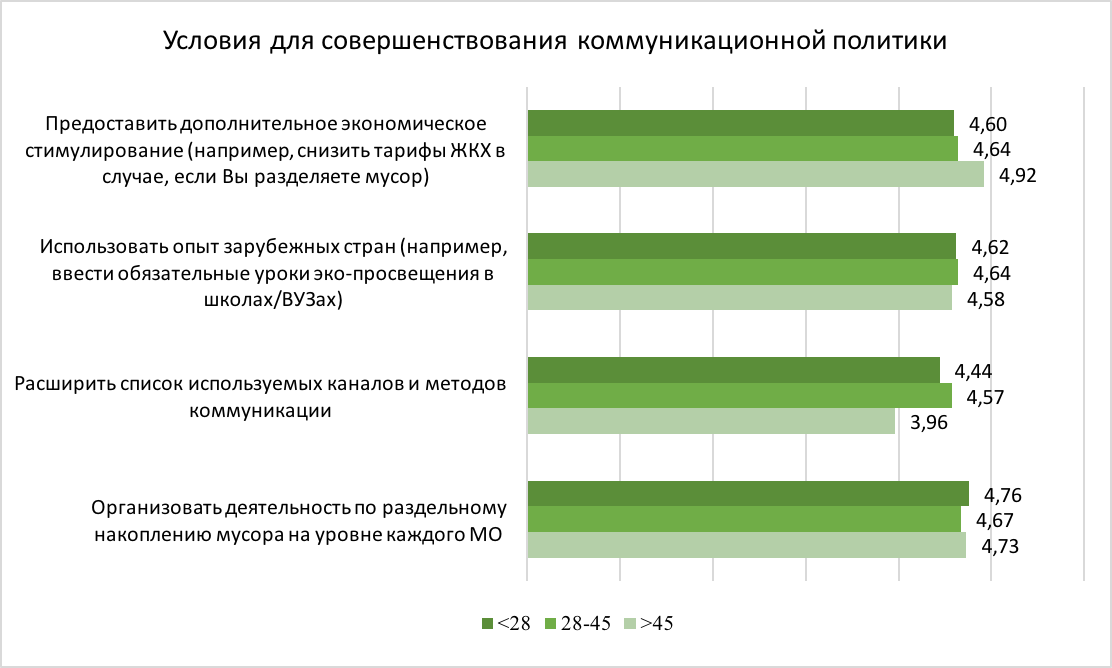 Условия для совершенствования коммуникационной политики
Предоставить дополнительное экономическое
стимулирование (например, снизить тарифы ЖКХ в
случае, если Вы разделяете мусор)
4,60
4,64
4,92
Использовать опыт зарубежных стран (например,
ввести обязательные уроки эко-просвещения в
школах/ВУЗах)
4,62
4,64
4,58
Расширить список используемых каналов и методов
коммуникации
4,44
4,57
3,96
Организовать деятельность по раздельному
накоплению мусора на уровне каждого МО
4,76
4,67
4,73
<28 28-45 >45